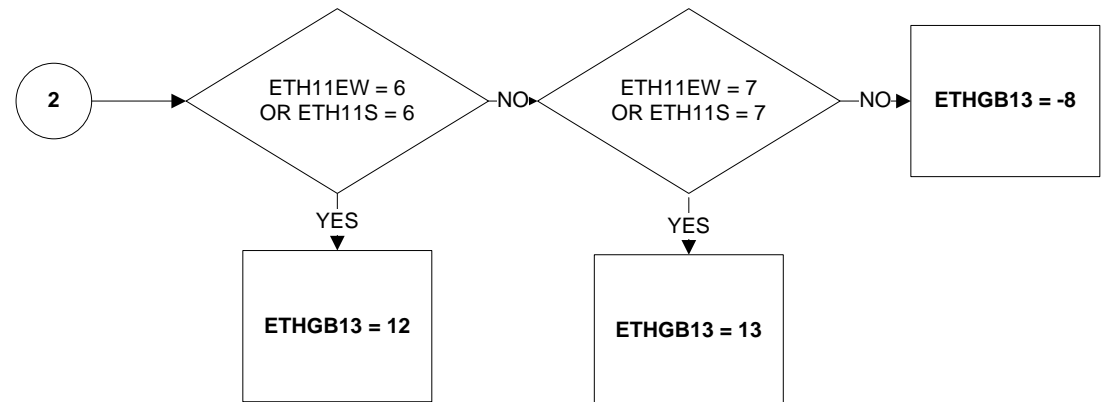 2
ETH11EW = 6
OR ETH11S = 6
NO
ETH11EW = 7
OR ETH11S = 7
NO
ETHGB13 = -8
YES
YES
ETHGB13 = 12
ETHGB13 = 13